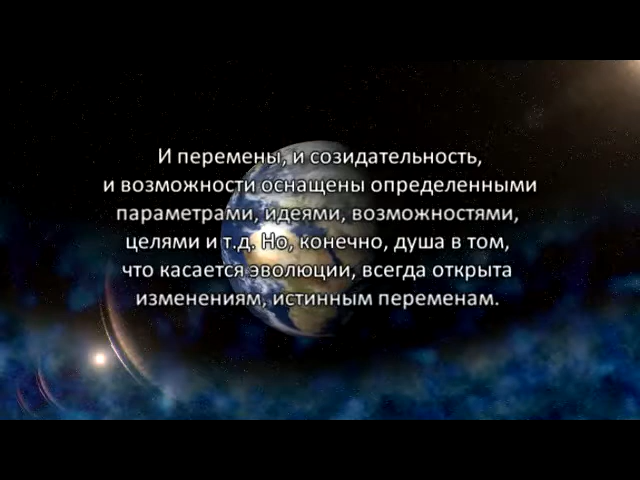 И перемены, и созидательность,
и возможности оснащены определенными
параметрами, идеями, возможностями,
целями и т.д. Но, конечно, душа в том,
что касается эволюции, всегда открыта
изменениям, истинным переменам.